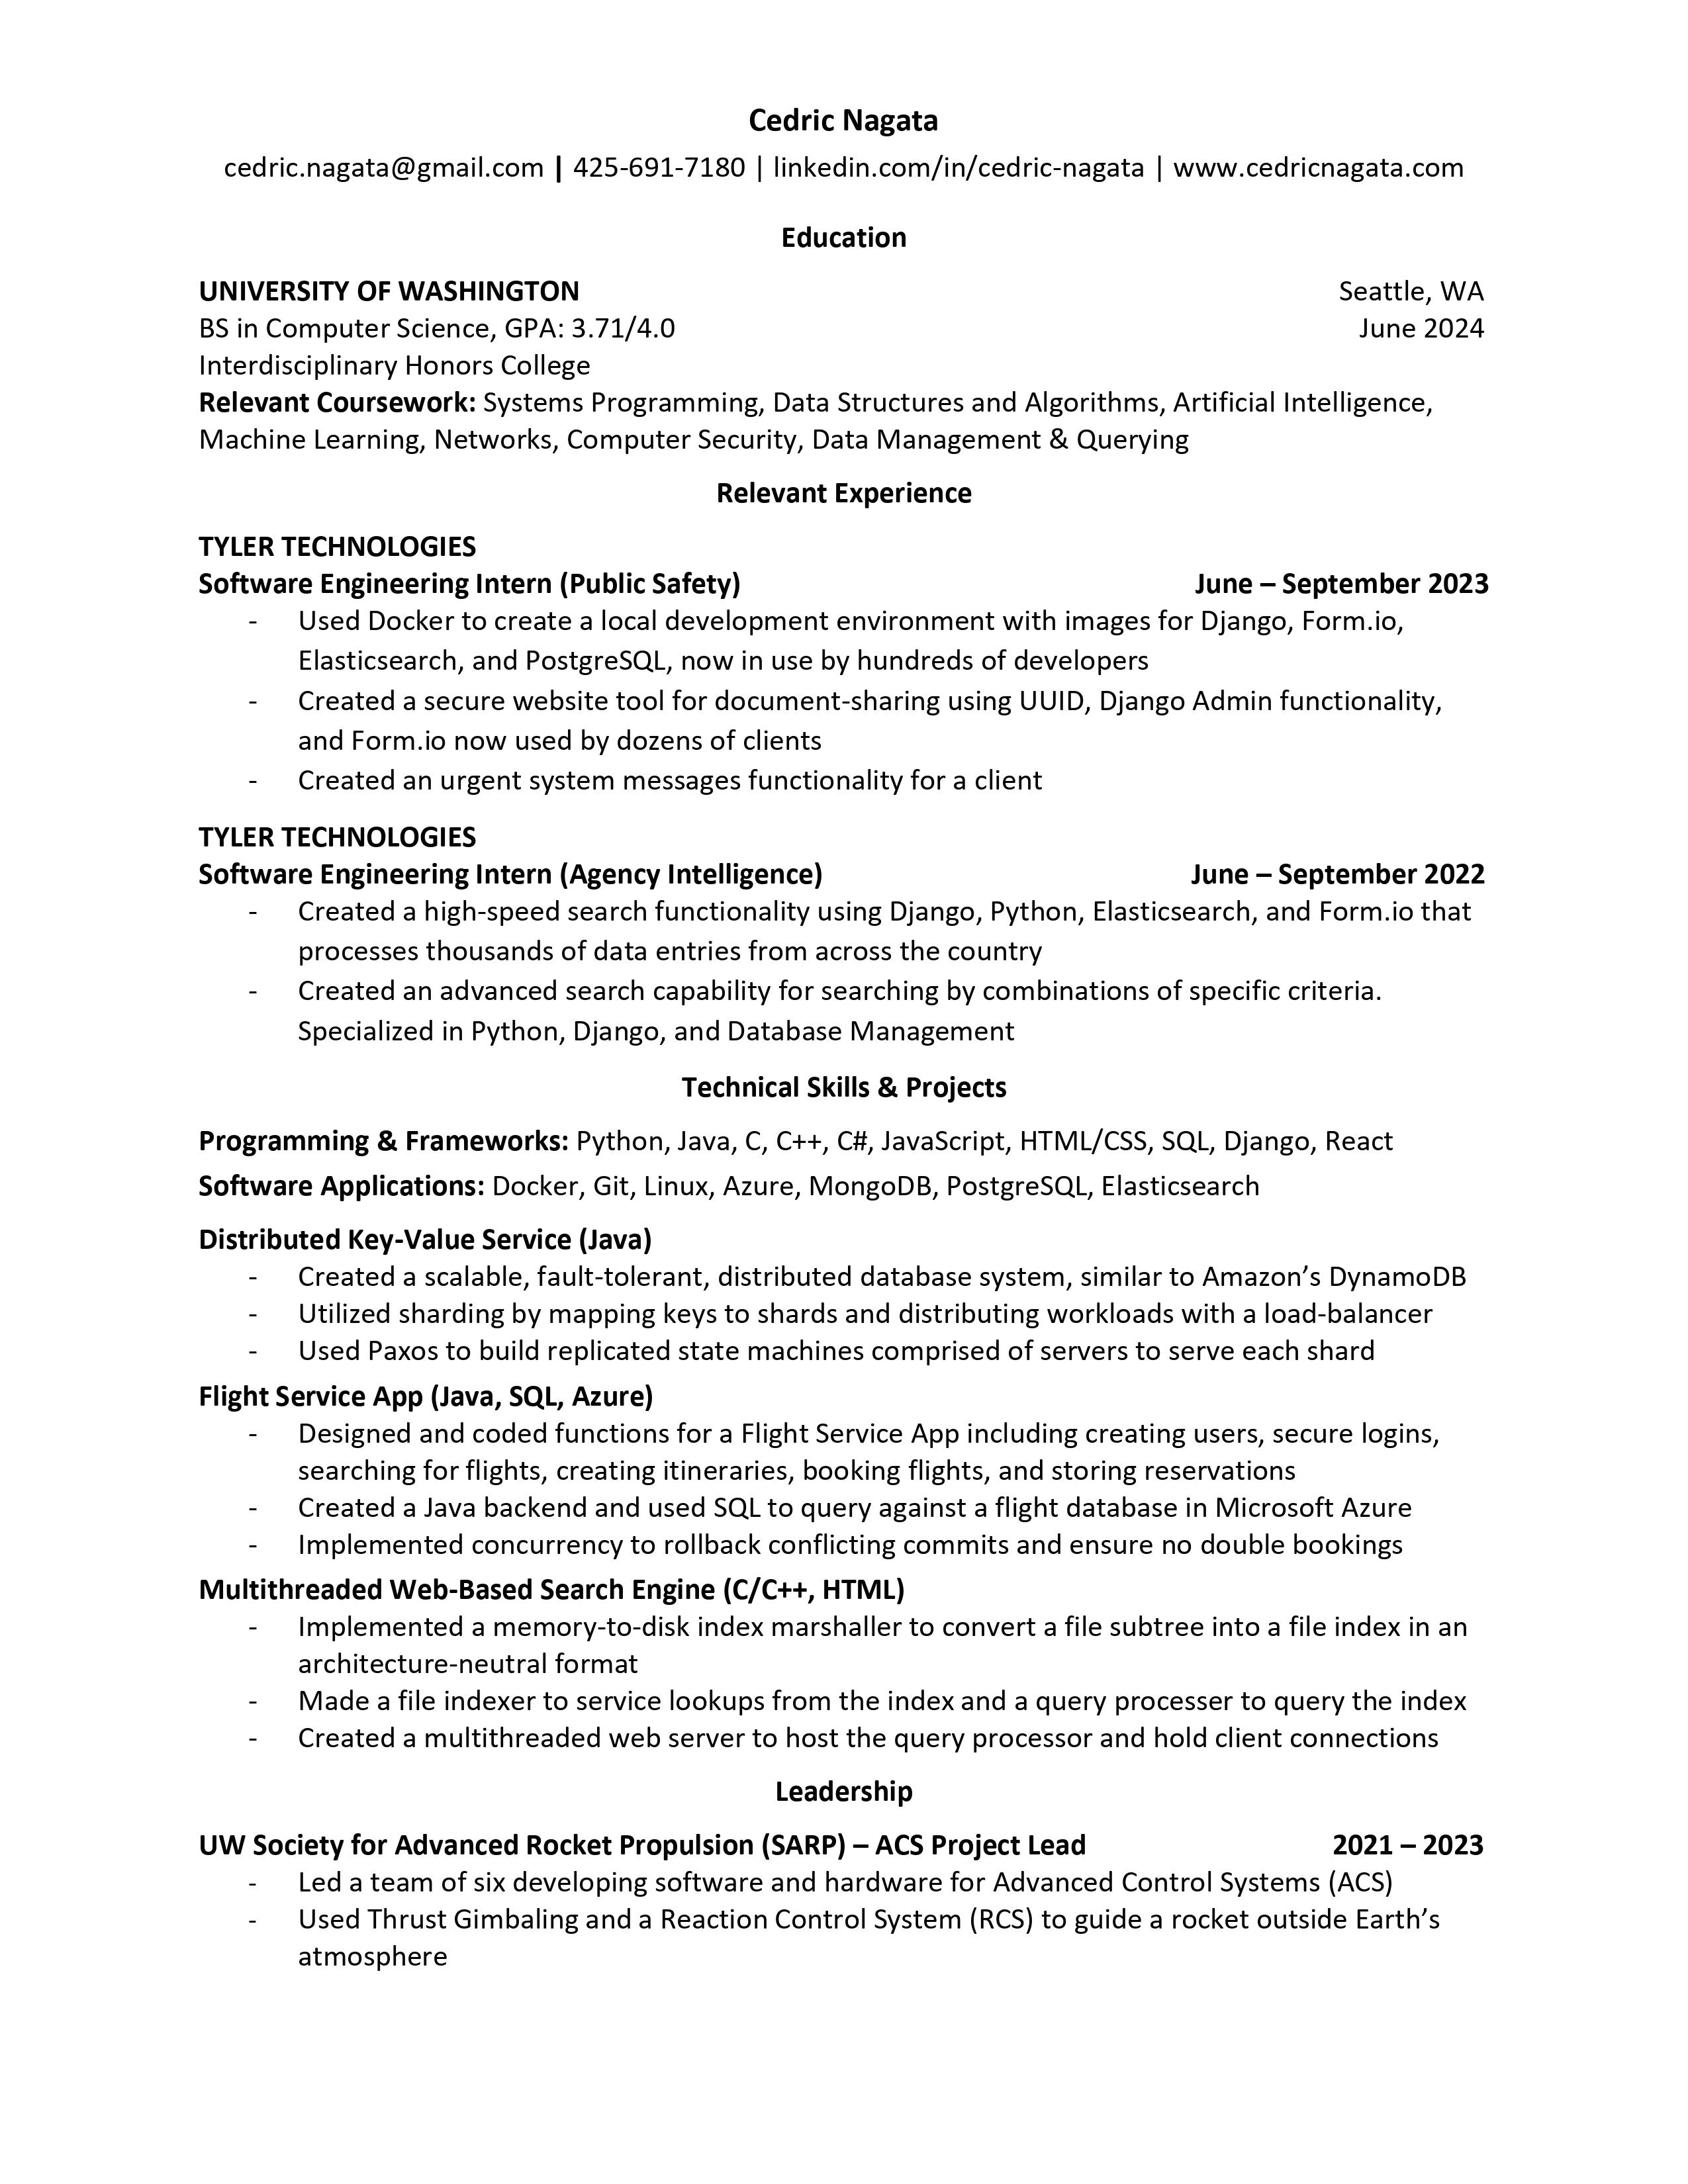 Cedric Nagata
cedric.nagata@gmail.com | 425-691-7180 | linkedin.com/in/cedric-nagata | www.cedricnagata.com
Education
UNIVERSITY OF WASHINGTON Seattle, WA
BS in Computer Science, GPA: 3.71/4.0 June 2024
Interdisciplinary Honors College
Relevant Coursework: Systems Programming, Data Structures and Algorithms, Artificial Intelligence,
Machine Learning, Networks, Computer Security, Data Management & Querying
Relevant Experience
TYLER TECHNOLOGIES
Software Engineering Intern (Public Safety) June – September 2023
- Used Docker to create a local development environment with images for Django, Form.io,
Elasticsearch, and PostgreSQL, now in use by hundreds of developers
- Created a secure website tool for document-sharing using UUID, Django Admin functionality,
and Form.io now used by dozens of clients
- Created an urgent system messages functionality for a client
TYLER TECHNOLOGIES
Software Engineering Intern (Agency Intelligence) June – September 2022
- Created a high-speed search functionality using Django, Python, Elasticsearch, and Form.io that
processes thousands of data entries from across the country
- Created an advanced search capability for searching by combinations of specific criteria.
Specialized in Python, Django, and Database Management
Technical Skills & Projects
Programming & Frameworks: Python, Java, C, C++, C#, JavaScript, HTML/CSS, SQL, Django, React
Software Applications: Docker, Git, Linux, Azure, MongoDB, PostgreSQL, Elasticsearch
Distributed Key-Value Service (Java)
- Created a scalable, fault-tolerant, distributed database system, similar to Amazon’s DynamoDB
- Utilized sharding by mapping keys to shards and distributing workloads with a load-balancer
- Used Paxos to build replicated state machines comprised of servers to serve each shard
Flight Service App (Java, SQL, Azure)
- Designed and coded functions for a Flight Service App including creating users, secure logins,
searching for flights, creating itineraries, booking flights, and storing reservations
- Created a Java backend and used SQL to query against a flight database in Microsoft Azure
- Implemented concurrency to rollback conflicting commits and ensure no double bookings
Multithreaded Web-Based Search Engine (C/C++, HTML)
- Implemented a memory-to-disk index marshaller to convert a file subtree into a file index in an
architecture-neutral format
- Made a file indexer to service lookups from the index and a query processer to query the index
- Created a multithreaded web server to host the query processor and hold client connections
Leadership
UW Society for Advanced Rocket Propulsion (SARP) – ACS Project Lead 2021 – 2023
- Led a team of six developing software and hardware for Advanced Control Systems (ACS)
- Used Thrust Gimbaling and a Reaction Control System (RCS) to guide a rocket outside Earth’s
atmosphere